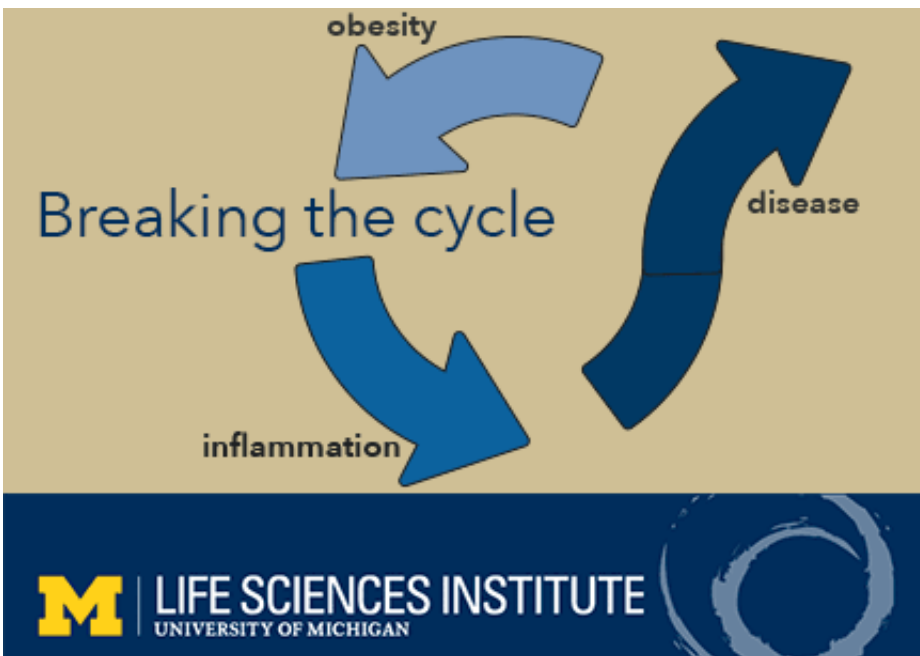 obesity
Breaking the cycle
disease
inflammation
M
LIFE SCIENCES INSTITUTE
UNIVERSITY OF MICHIGAN